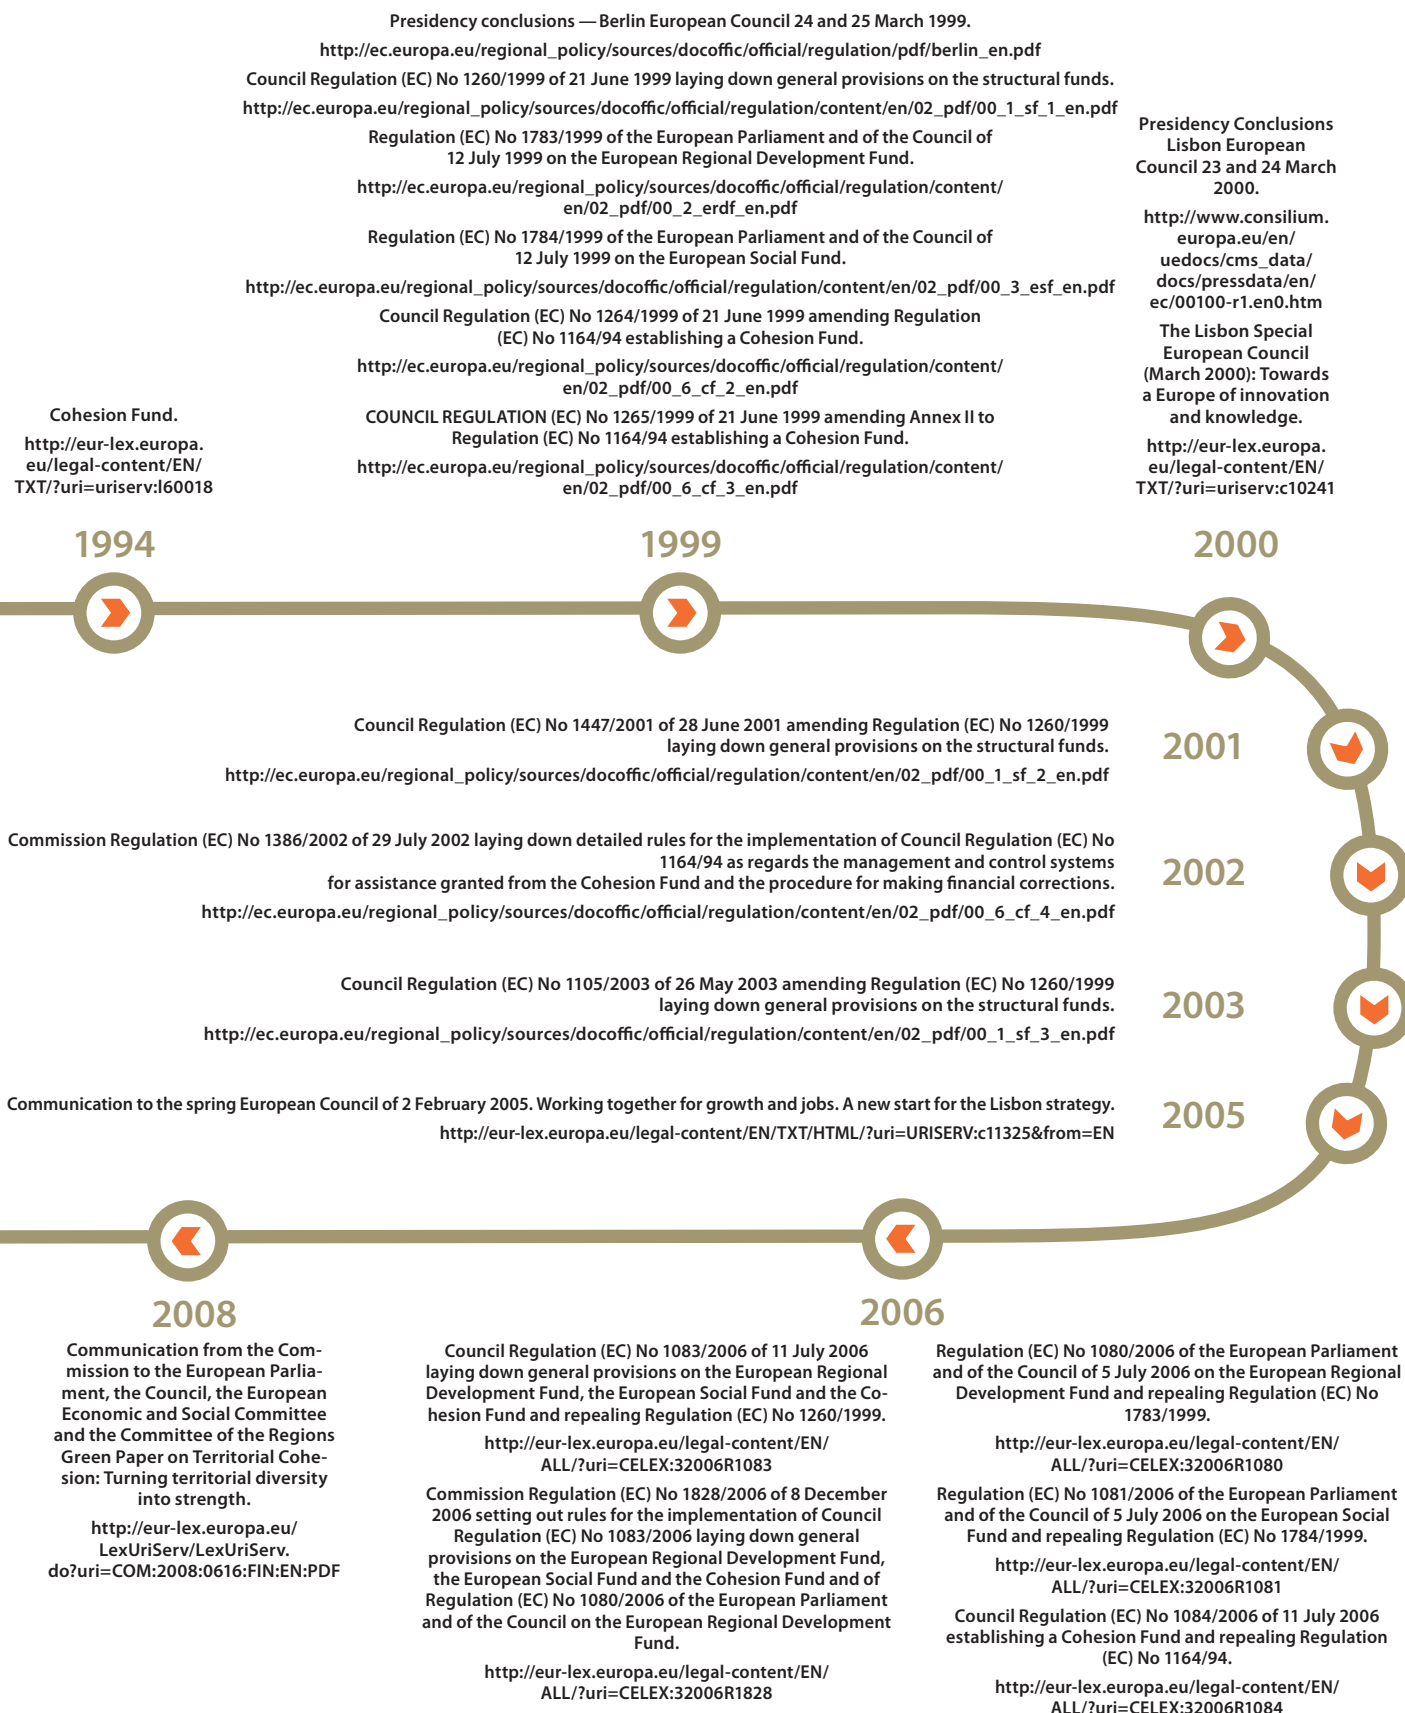 Presidency conclusions — Berlin European Council 24 and 25 March 1999.
http://ec.europa.eu/regional_policy/sources/docoffic/official/regulation/pdf/berlin_en.pdf
Council Regulation (EC) No 1260/1999 of 21 June 1999 laying down general provisions on the structural funds.
http://ec.europa.eu/regional_policy/sources/docoffic/official/regulation/content/en/02_pdf/00_1_sf_1_en.pdf
Regulation (EC) No 1783/1999 of the European Parliament and of the Council of
12 July 1999 on the European Regional Development Fund.
http://ec.europa.eu/regional_policy/sources/docoffic/official/regulation/content/
en/02_pdf/00_2_erdf_en.pdf
Regulation (EC) No 1784/1999 of the European Parliament and of the Council of
12 July 1999 on the European Social Fund.
http://ec.europa.eu/regional_policy/sources/docoffic/official/regulation/content/en/02_pdf/00_3_esf_en.pdf
Council Regulation (EC) No 1264/1999 of 21 June 1999 amending Regulation
(EC) No 1164/94 establishing a Cohesion Fund.
http://ec.europa.eu/regional_policy/sources/docoffic/official/regulation/content/
en/02_pdf/00_6_cf_2_en.pdf
COUNCIL REGULATION (EC) No 1265/1999 of 21 June 1999 amending Annex II to
Regulation (EC) No 1164/94 establishing a Cohesion Fund.
http://ec.europa.eu/regional_policy/sources/docoffic/official/regulation/content/
en/02_pdf/00_6_cf_3_en.pdf
Presidency Conclusions
Lisbon European
Council 23 and 24 March
2000.
http://www.consilium.
europa.eu/en/
uedocs/cms_data/
docs/pressdata/en/
ec/00100-r1.en0.htm
The Lisbon Special
European Council
(March 2000): Towards
a Europe of innovation
and knowledge.
http://eur-lex.europa.
eu/legal-content/EN/
TXT/?uri=uriserv:c10241
Cohesion Fund.
http://eur-lex.europa.
eu/legal-content/EN/
TXT/?uri=uriserv:l60018
1994
1999
2000
Council Regulation (EC) No 1447/2001 of 28 June 2001 amending Regulation (EC) No 1260/1999
laying down general provisions on the structural funds.
http://ec.europa.eu/regional_policy/sources/docoffic/official/regulation/content/en/02_pdf/00_1_sf_2_en.pdf
2001
Commission Regulation (EC) No 1386/2002 of 29 July 2002 laying down detailed rules for the implementation of Council Regulation (EC) No
1164/94 as regards the management and control systems
for assistance granted from the Cohesion Fund and the procedure for making financial corrections.
http://ec.europa.eu/regional_policy/sources/docoffic/official/regulation/content/en/02_pdf/00_6_cf_4_en.pdf
2002
Council Regulation (EC) No 1105/2003 of 26 May 2003 amending Regulation (EC) No 1260/1999
laying down general provisions on the structural funds.
http://ec.europa.eu/regional_policy/sources/docoffic/official/regulation/content/en/02_pdf/00_1_sf_3_en.pdf
2003
Communication to the spring European Council of 2 February 2005. Working together for growth and jobs. A new start for the Lisbon strategy.
http://eur-lex.europa.eu/legal-content/EN/TXT/HTML/?uri=URISERV:c11325&from=EN
2005
2008
Communication from the Com-
mission to the European Parlia-
ment, the Council, the European
Economic and Social Committee
and the Committee of the Regions
Green Paper on Territorial Cohe-
sion: Turning territorial diversity
into strength.
http://eur-lex.europa.eu/
LexUriServ/LexUriServ.
do?uri=COM:2008:0616:FIN:EN:PDF
2006
Council Regulation (EC) No 1083/2006 of 11 July 2006
laying down general provisions on the European Regional
Development Fund, the European Social Fund and the Co-
hesion Fund and repealing Regulation (EC) No 1260/1999.
http://eur-lex.europa.eu/legal-content/EN/
ALL/?uri=CELEX:32006R1083
Commission Regulation (EC) No 1828/2006 of 8 December
2006 setting out rules for the implementation of Council
Regulation (EC) No 1083/2006 laying down general
provisions on the European Regional Development Fund,
the European Social Fund and the Cohesion Fund and of
Regulation (EC) No 1080/2006 of the European Parliament
and of the Council on the European Regional Development
Fund.
http://eur-lex.europa.eu/legal-content/EN/
ALL/?uri=CELEX:32006R1828
Regulation (EC) No 1080/2006 of the European Parliament
and of the Council of 5 July 2006 on the European Regional
Development Fund and repealing Regulation (EC) No
1783/1999.
http://eur-lex.europa.eu/legal-content/EN/
ALL/?uri=CELEX:32006R1080
Regulation (EC) No 1081/2006 of the European Parliament
and of the Council of 5 July 2006 on the European Social
Fund and repealing Regulation (EC) No 1784/1999.
http://eur-lex.europa.eu/legal-content/EN/
ALL/?uri=CELEX:32006R1081
Council Regulation (EC) No 1084/2006 of 11 July 2006
establishing a Cohesion Fund and repealing Regulation
(EC) No 1164/94.
http://eur-lex.europa.eu/legal-content/EN/
ALL/?uri=CELEX:32006R1084